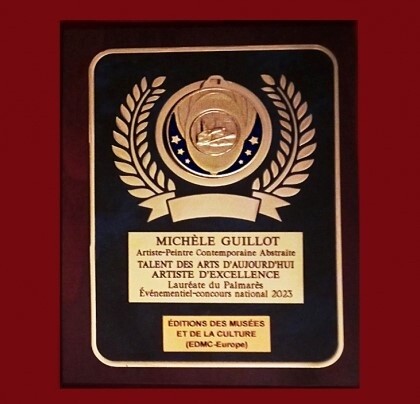 MICHÈLE GUILLOT
Artiste-Peintre Contemporaine Abstraite
TALENT DES ARTS D'AUJOURD'HUI
ARTISTE D'EXCELLENCE
Lauréate du Palmarès
Événementiel-concours national 2023
ÉDITIONS DES MUSÉES
ET DE LA CULTURE
(EDMC-Europe)